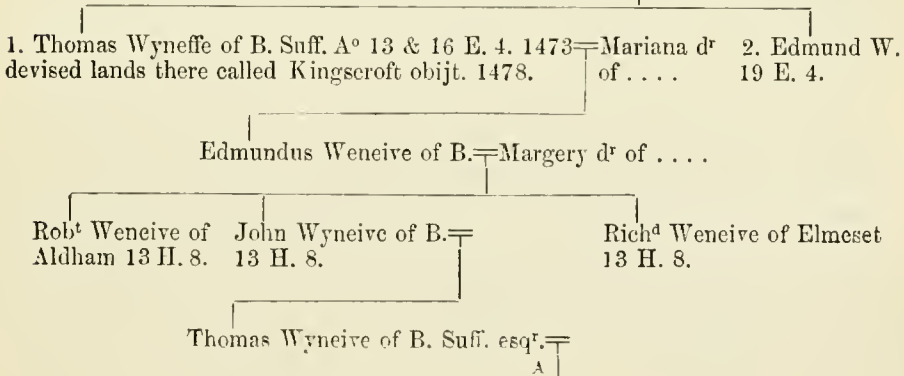 1. Thomas Wyneffe of B. Suff. Aº 13 & 16 E. 4. 1473=Mariana dʳ 2. Edmund W.
devised lands there called Kingscroft obijt. 1478. of . . . . 19 E. 4.
Edmundus Weneive of B.=Margery dʳ of . . . .
Robᵗ Weneive of John Wyneive of B.= Richᵈ Weneive of Elmeset
Aldham 13 H. 8. 13 H. 8. 13 H. 8.
Thomas Wyneive of B. Suff. esqʳ.=
A